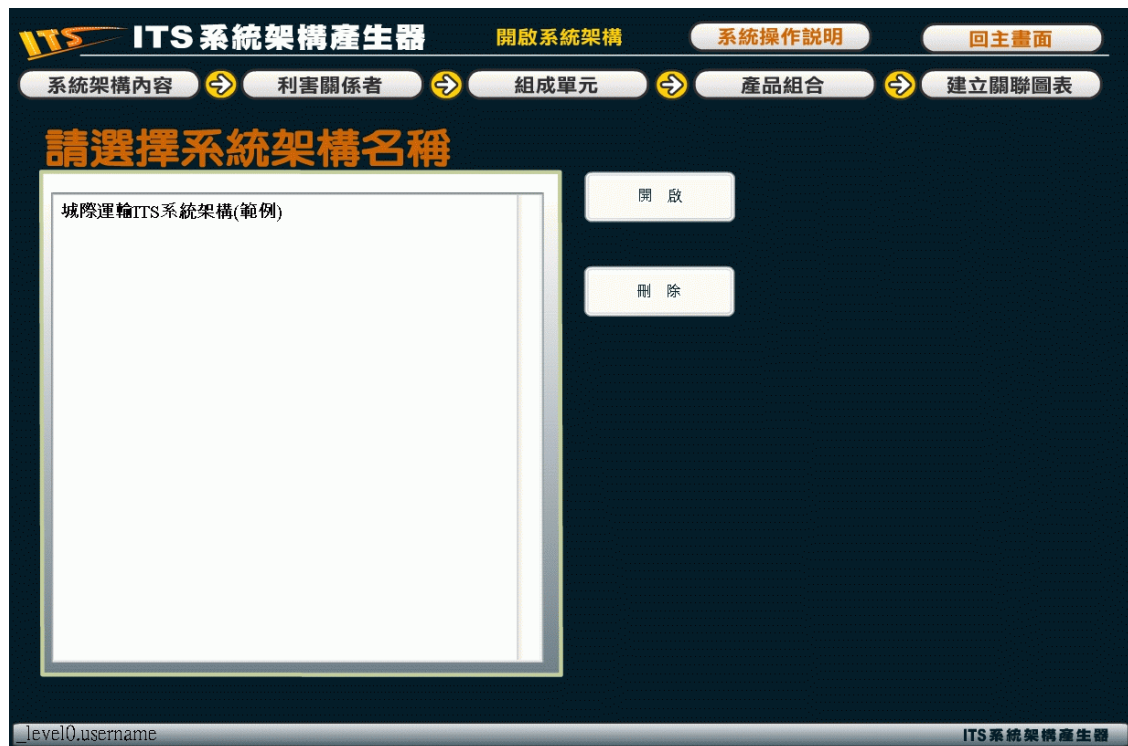 ITS ITS系統架構產生器 開啟系統架構 系統操作説明 回主畫面
系統架構內容 利害關係者 組成單元 產品組合 建立關聯圖表
請選擇系統架構名稱
城際運輸ITS系統架構(範例)
開 啟
刪 除
_level0.username ITS系統架構產生器